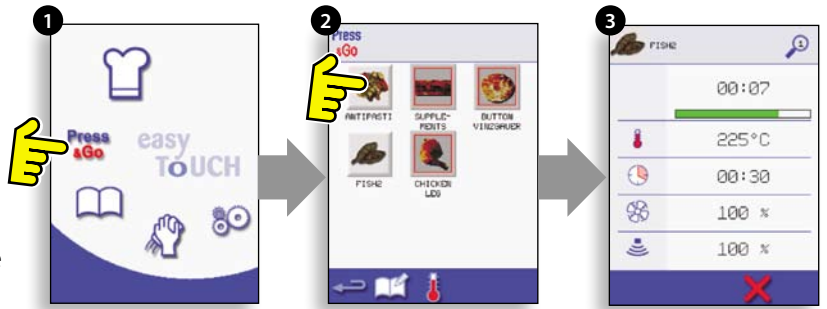 1
Press
&Go
easy
ToUCH
2
Press
&Go
ANTIPASTI
SUPPLE-
MENTS
BUTTON
VINZGAUER
FISH2
CHICKEN
LEG
3
FISH2
1
00:07
225°C
00:30
100 %
100 %